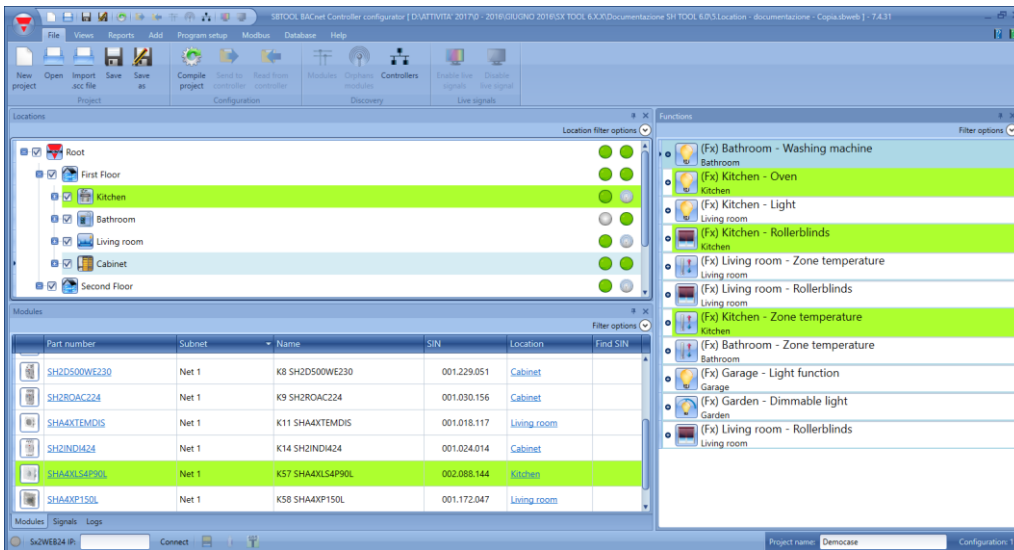 SBTOOL BACnet Controller configurator [ D:\ATTIVITA' 2017\0 - 2016\GIUGNO 2016\SX TOOL 6.X.X\Documentazione SH TOOL 6.0\5.Location - documentazione - Copia.sbweb ] - 7.4.31
File Views Reports Add Program setup Modbus Database Help
New project
Open
Import .scc file
Save
Save as
Compile project
Send to controller
Read from controller
Modules
Orphans modules
Controllers
Enable live signals
Disable live signal
Project Configuration Discovery Live signals
Locations
Location filter options
Root
First Floor
Kitchen
Bathroom
Living room
Cabinet
Second Floor
Modules
Filter options
Part number Subnet Name SIN Location Find SIN
SH2D500WE230 Net 1 K8 SH2D500WE230 001.229.051 Cabinet
SH2ROAC224 Net 1 K9 SH2ROAC224 001.030.156 Cabinet
SHA4XTEMDIS Net 1 K11 SHA4XTEMDIS 001.018.117 Living room
SH2INDI424 Net 1 K14 SH2INDI424 001.024.014 Cabinet
SHA4XLS4P90L Net 1 K57 SHA4XLS4P90L 002.088.144 Kitchen
SHA4XP150L Net 1 K58 SHA4XP150L 001.172.047 Living room
Modules Signals Logs
Functions
Filter options
(Fx) Bathroom - Washing machine
Bathroom
(Fx) Kitchen - Oven
Kitchen
(Fx) Kitchen - Light
Living room
(Fx) Kitchen - Rollerblinds
Kitchen
(Fx) Living room - Zone temperature
Living room
(Fx) Living room - Rollerblinds
Living room
(Fx) Kitchen - Zone temperature
Kitchen
(Fx) Bathroom - Zone temperature
Bathroom
(Fx) Garage - Light function
Garage
(Fx) Garden - Dimmable light
Garden
(Fx) Living room - Rollerblinds
Living room
Sx2WEB24 IP: Connect Project name: Democase Configuration: 1